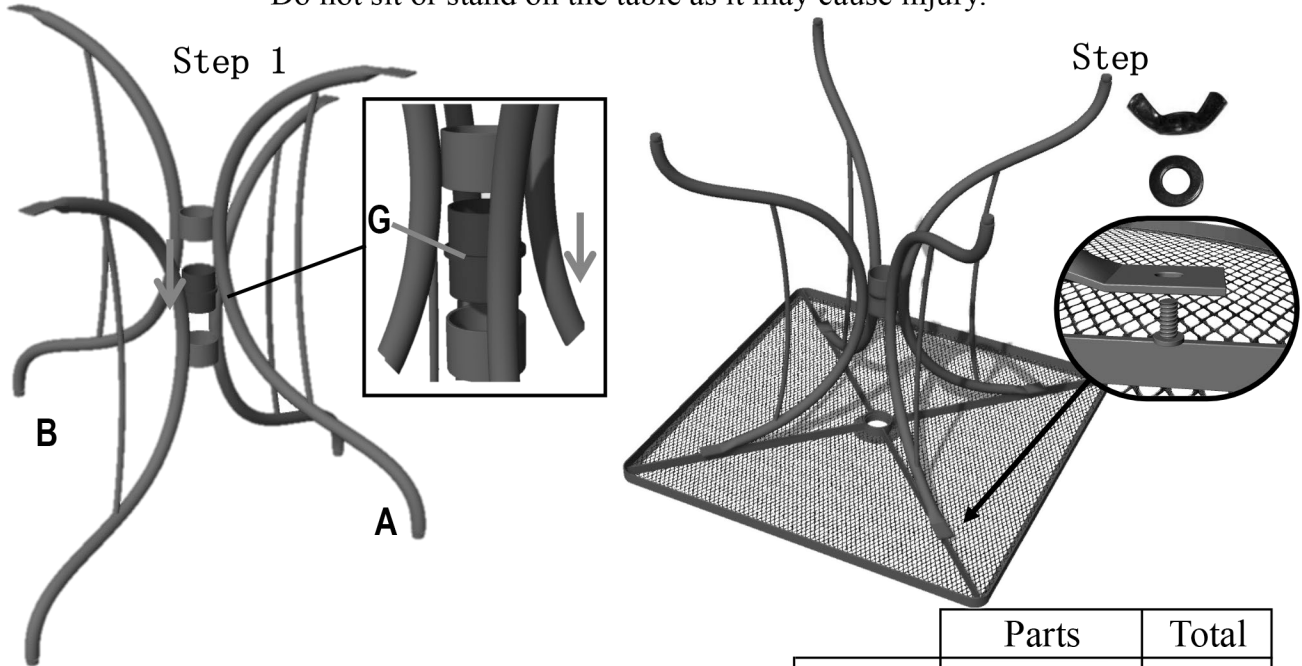 Do not sit or stand on the table as it may cause injury.
Step 1
Step
G
B
A
Parts Total